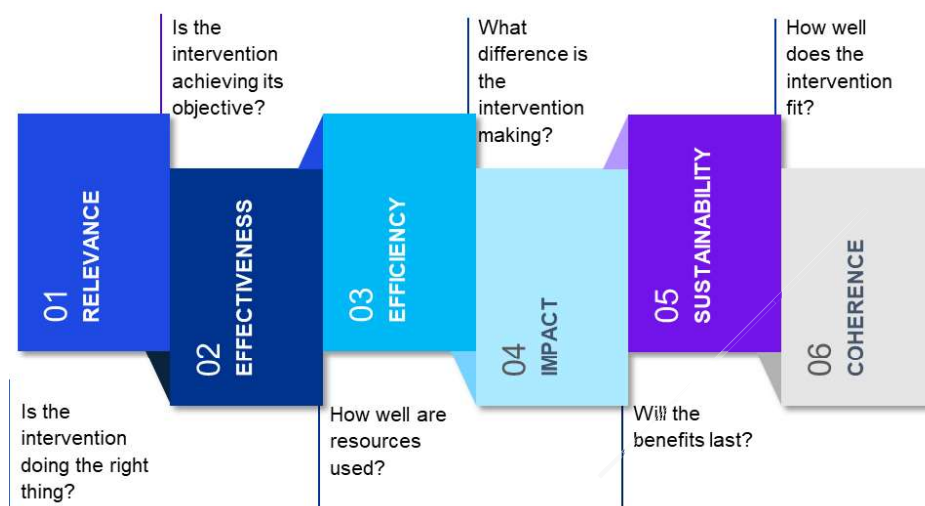 Is the
intervention
achieving its
objective?
What
difference is
the
intervention
making?
How well
does the
intervention
fit?
01
RELEVANCE
02
EFFECTIVENESS
03
EFFICIENCY
04
IMPACT
05
SUSTAINABILITY
06
COHERENCE
Is the
intervention
doing the right
thing?
How well are
resources
used?
Will the
benefits last?